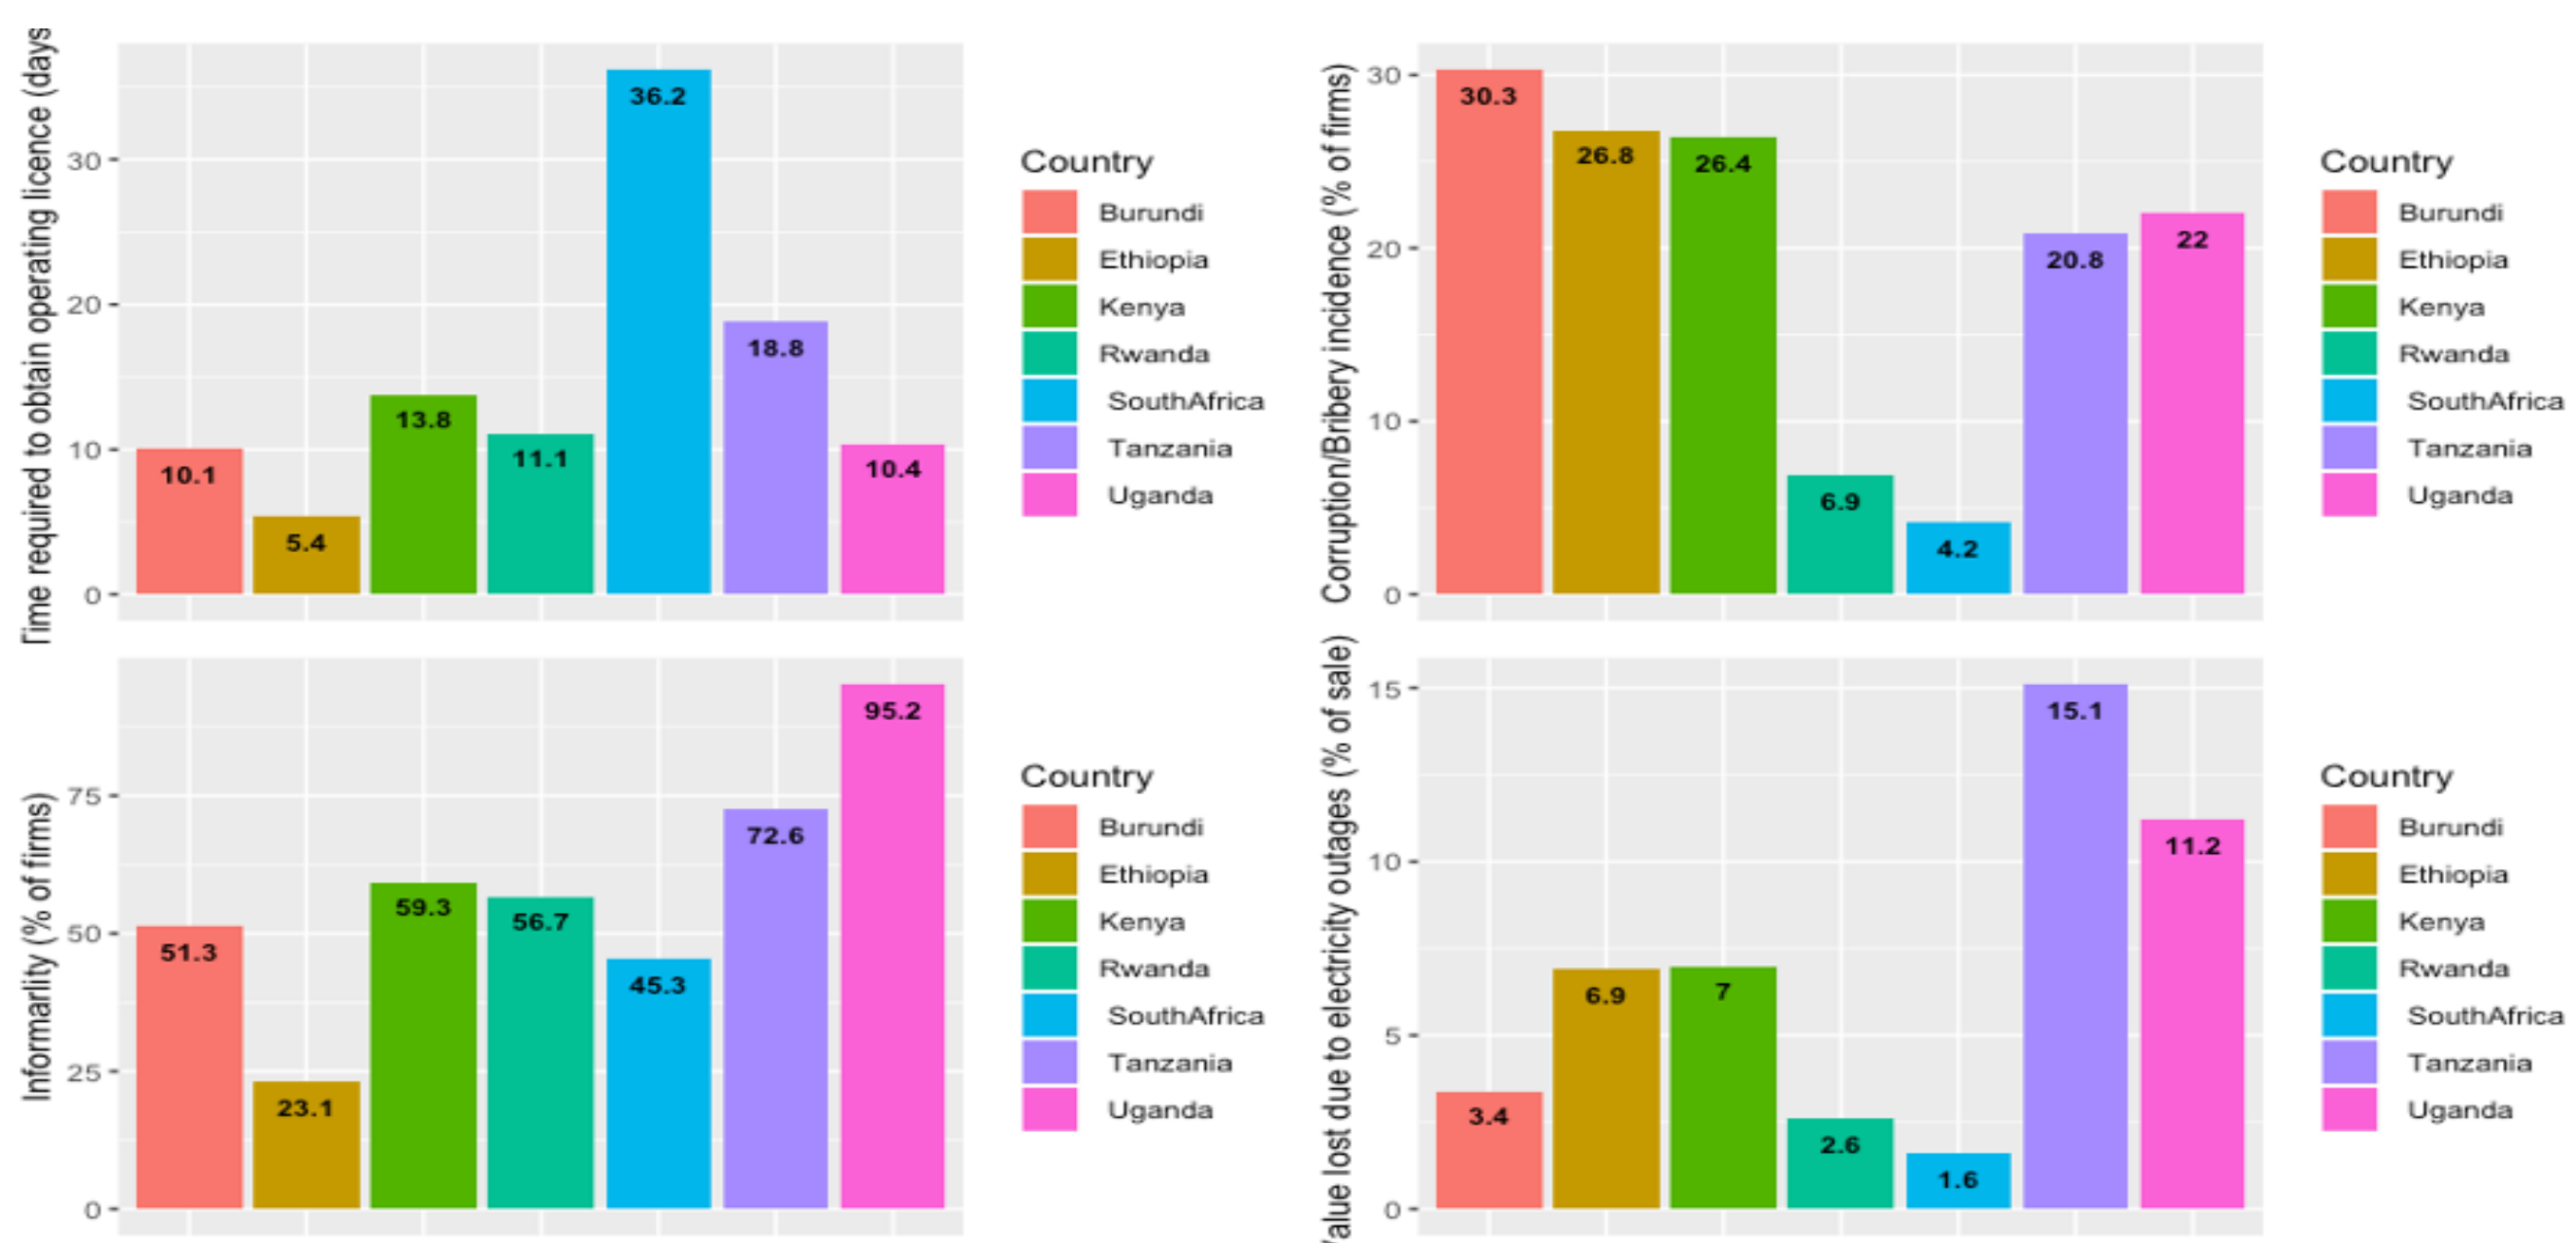 Time required to obtain operating licence (days
30
20
10
0
10.1
5.4
13.8
11.1
36.2
18.8
10.4
Country
Burundi
Ethiopia
Kenya
Rwanda
SouthAfrica
Tanzania
Uganda
Corruption/Bribery incidence (% of firms)
30
20
10
0
30.3
26.8
26.4
6.9
4.2
20.8
22
Country
Burundi
Ethiopia
Kenya
Rwanda
SouthAfrica
Tanzania
Uganda
Informarlity (% of firms)
75
50
25
0
51.3
23.1
59.3
56.7
45.3
72.6
95.2
Country
Burundi
Ethiopia
Kenya
Rwanda
SouthAfrica
Tanzania
Uganda
Value lost due to electricity outages (% of sale)
15
10
5
0
3.4
6.9
7
2.6
1.6
15.1
11.2
Country
Burundi
Ethiopia
Kenya
Rwanda
SouthAfrica
Tanzania
Uganda